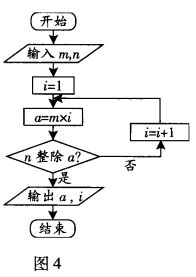 开始
输入 m,n
i=1
a=m×i
i=i+1
n 整除 a?
否
是
输出 a , i
结束
图 4